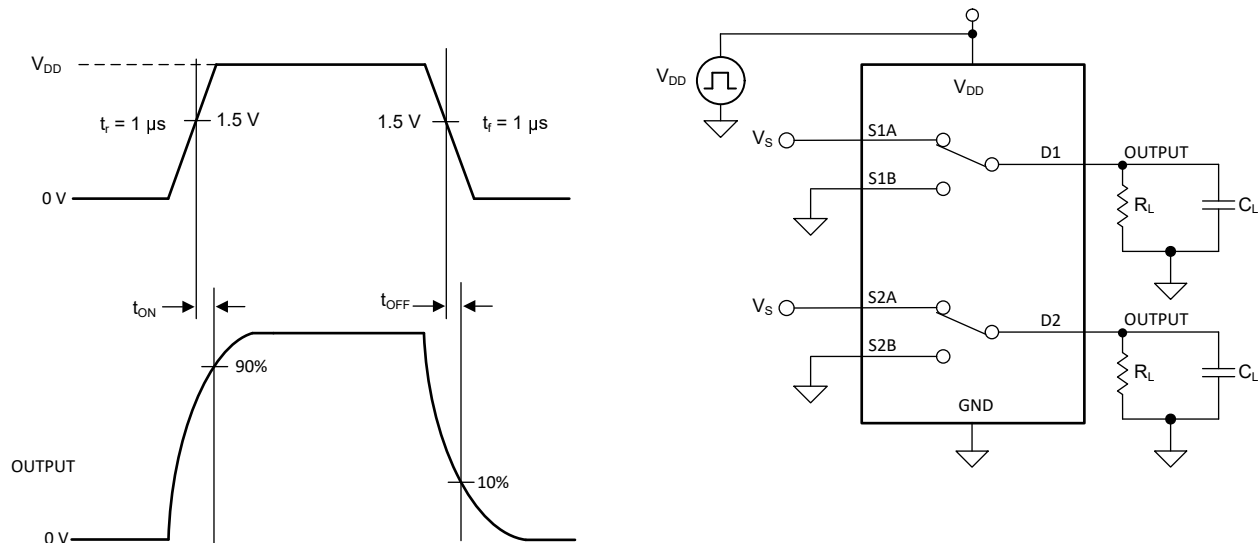 V_DD
t_r = 1 μs
1.5 V
1.5 V
t_f = 1 μs
0 V
t_ON
t_OFF
90%
OUTPUT
10%
0 V
V_DD
V_DD
V_S
S1A
D1
OUTPUT
S1B
R_L
C_L
V_S
S2A
D2
OUTPUT
S2B
R_L
C_L
GND